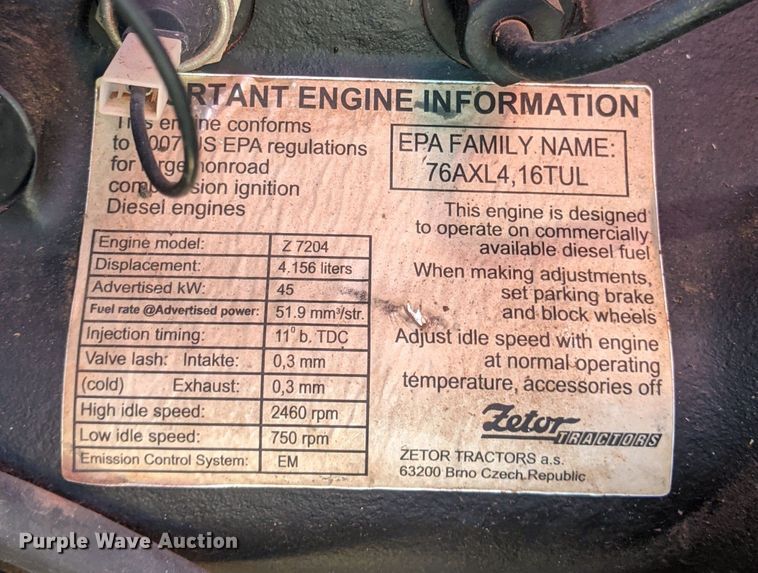 RTANT ENGINE INFORMATION
engine conforms
to US EPA regulations
for nonroad
ignition
Diesel engines
EPA FAMILY NAME:
76AXL4,16TUL
This engine is designed
to operate on commercially
available diesel fuel
When making adjustments,
set parking brake
and block wheels
Adjust idle speed with engine
at normal operating
temperature, accessories off
Engine model: Z 7204
Displacement: 4.156 liters
Advertised kW: 45
Fuel rate @Advertised power: 51.9 mm³/str.
Injection timing: 11° b. TDC
Valve lash: Intakte: 0,3 mm
(cold) Exhaust: 0,3 mm
High idle speed: 2460 rpm
Low idle speed: 750 rpm
Emission Control System: EM
Zetor
TRACTORS
ZETOR TRACTORS a.s.
63200 Brno Czech Republic
Purple Wave Auction